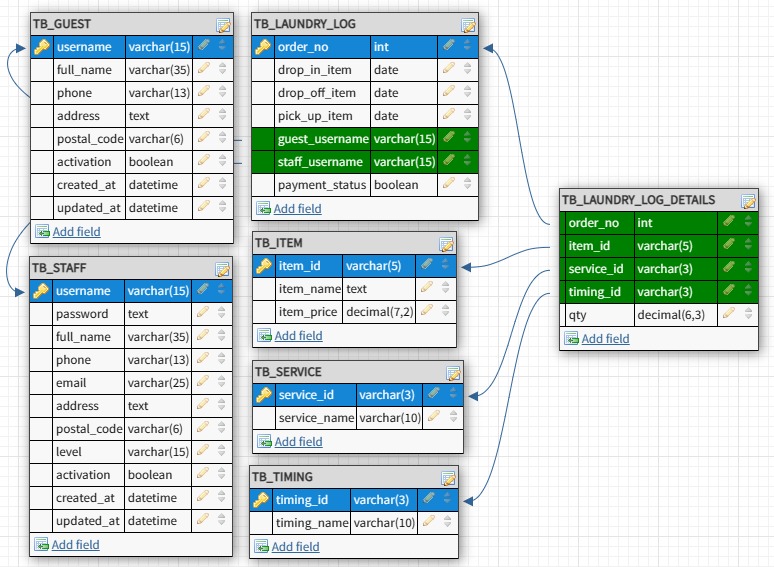 TB_GUEST
username varchar(15)
full_name varchar(35)
phone varchar(13)
address text
postal_code varchar(6)
activation boolean
created_at datetime
updated_at datetime
Add field
TB_STAFF
username varchar(15)
password text
full_name varchar(35)
phone varchar(13)
email varchar(25)
address text
postal_code varchar(6)
level varchar(15)
activation boolean
created_at datetime
updated_at datetime
Add field
TB_LAUNDRY_LOG
order_no int
drop_in_item date
drop_off_item date
pick_up_item date
guest_username varchar(15)
staff_username varchar(15)
payment_status boolean
Add field
TB_ITEM
item_id varchar(5)
item_name text
item_price decimal(7,2)
Add field
TB_SERVICE
service_id varchar(3)
service_name varchar(10)
Add field
TB_TIMING
timing_id varchar(3)
timing_name varchar(10)
Add field
TB_LAUNDRY_LOG_DETAILS
order_no int
item_id varchar(5)
service_id varchar(3)
timing_id varchar(3)
qty decimal(6,3)
Add field